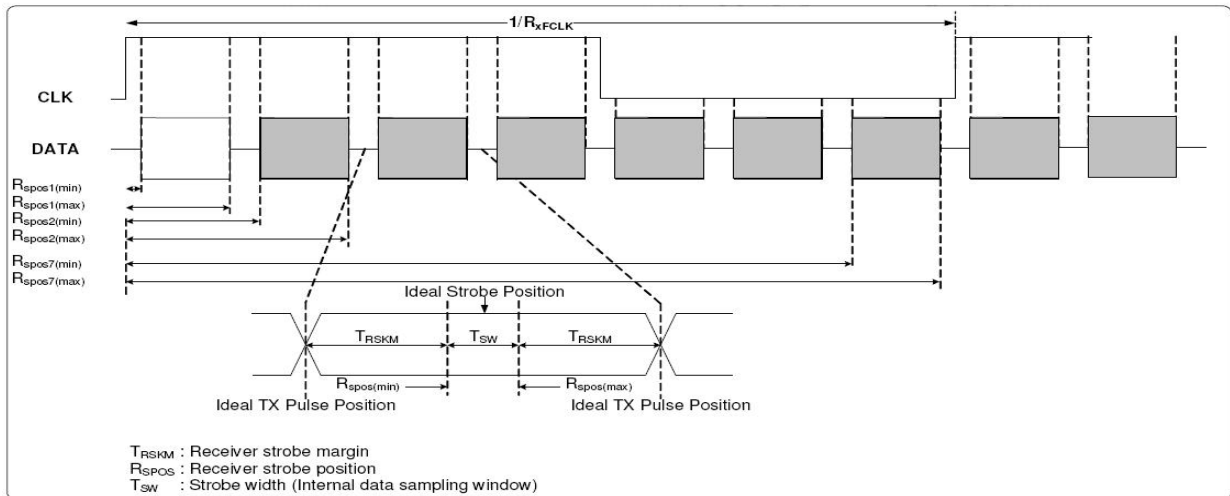 1/RxFCLK
CLK
DATA
Rspos1(min)
Rspos1(max)
Rspos2(min)
Rspos2(max)
Rspos7(min)
Rspos7(max)
Ideal Strobe Position
TRSKM TSW TRSKM
Rspos(min) Rspos(max)
Ideal TX Pulse Position Ideal TX Pulse Position
TRSKM : Receiver strobe margin
RSPOS : Receiver strobe position
TSW : Strobe width (Internal data sampling window)